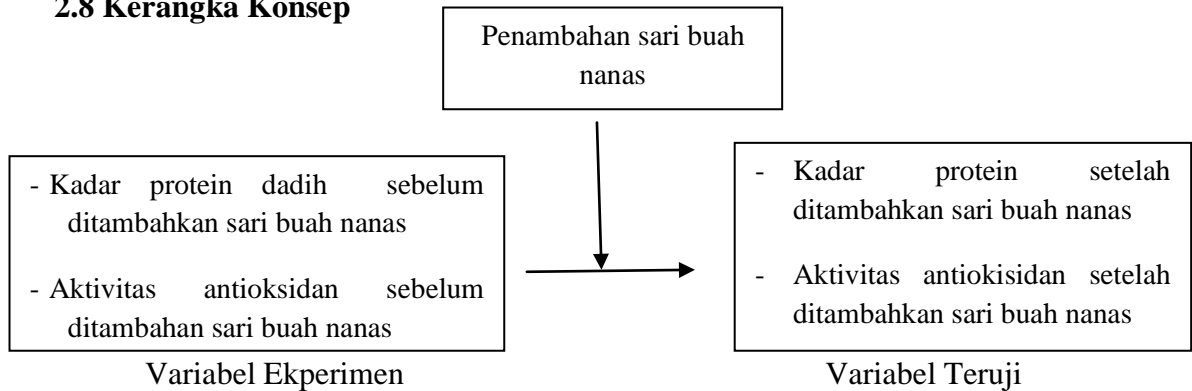 2.8 Kerangka Konsep
Penambahan sari buah
nanas
- Kadar protein dadih sebelum
ditambahkan sari buah nanas
- Aktivitas antioksidan sebelum
ditambahan sari buah nanas
- Kadar protein setelah
ditambahkan sari buah nanas
- Aktivitas antiokisidan setelah
ditambahkan sari buah nanas
Variabel Ekperimen
Variabel Teruji